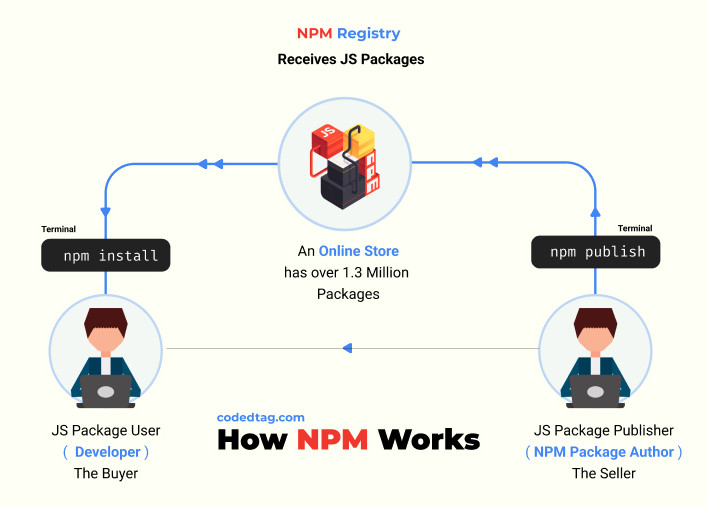 NPM Registry
Receives JS Packages
JS
Terminal
npm install
Terminal
npm publish
An Online Store
has over 1.3 Million
Packages
JS Package User
( Developer )
The Buyer
codedtag.com
How NPM Works
JS Package Publisher
( NPM Package Author )
The Seller